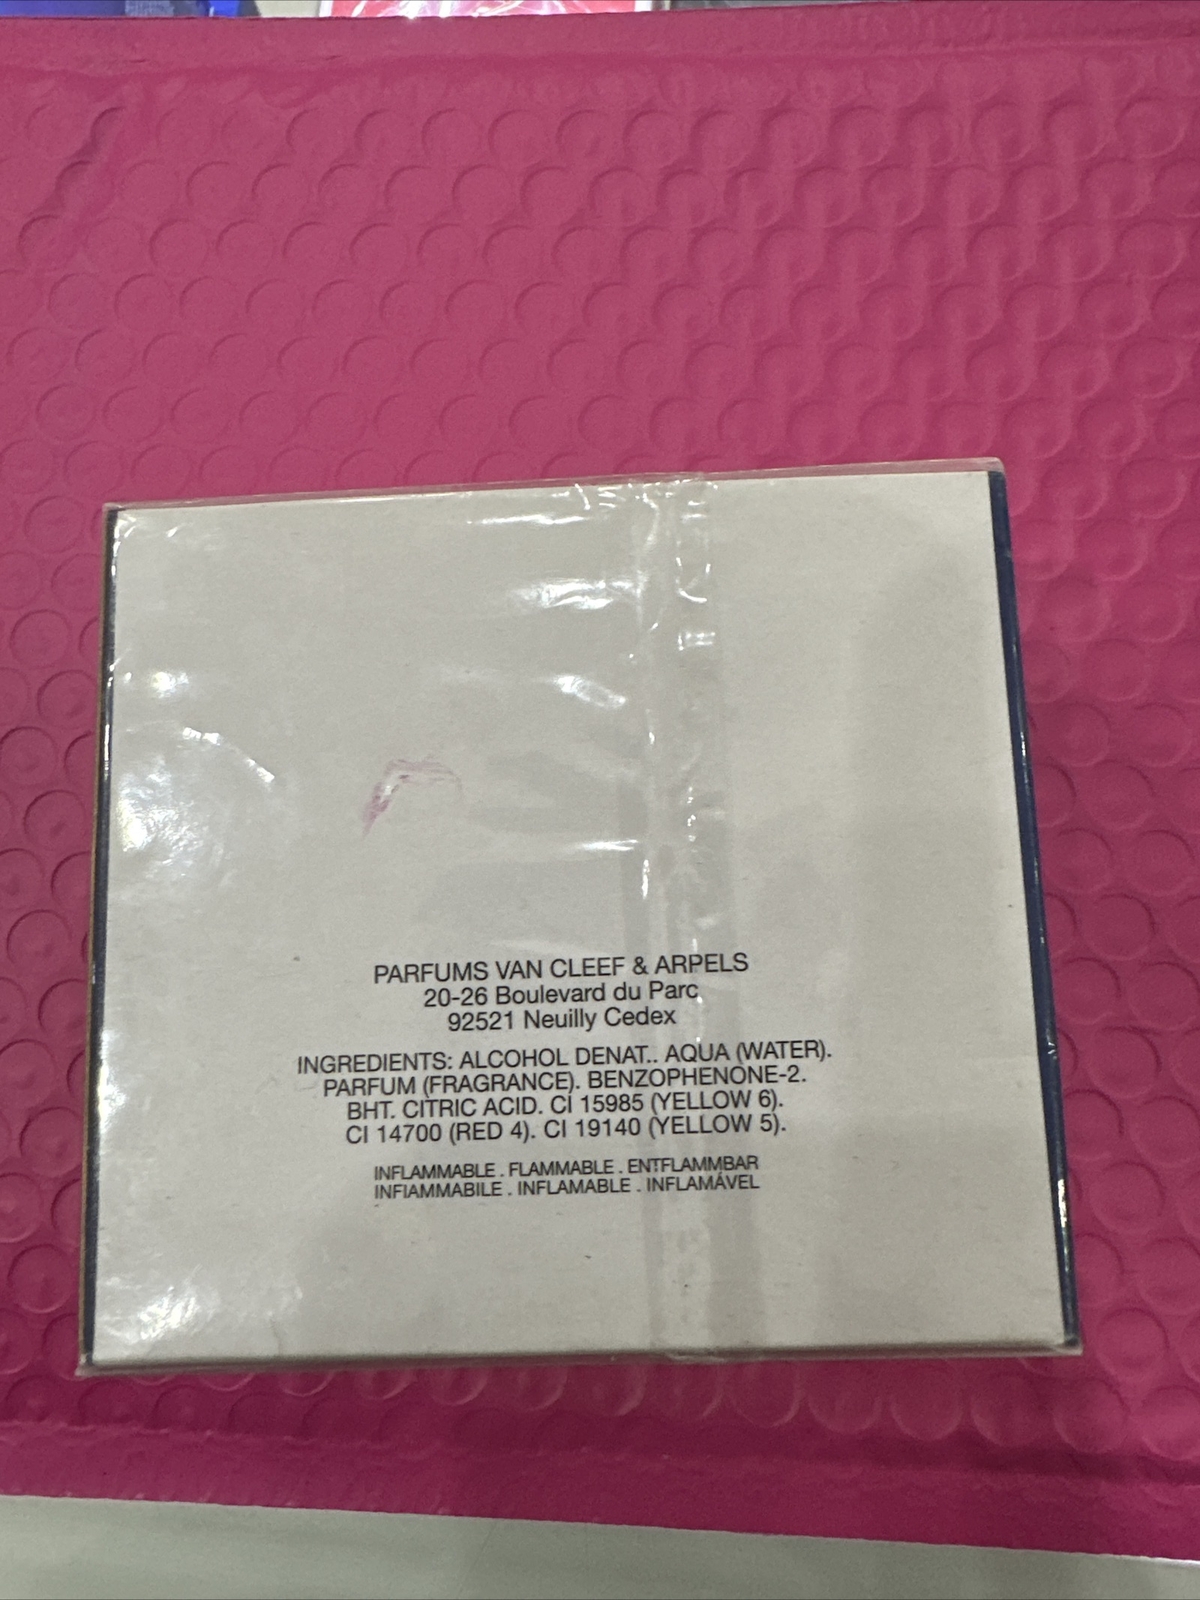 PARFUMS VAN CLEEF & ARPELS
20-26 Boulevard du Parc
92521 Neuilly Cedex
INGREDIENTS: ALCOHOL DENAT.. AQUA (WATER).
PARFUM (FRAGRANCE). BENZOPHENONE-2.
BHT. CITRIC ACID. CI 15985 (YELLOW 6).
CI 14700 (RED 4). CI 19140 (YELLOW 5).
INFLAMMABLE . FLAMMABLE . ENTFLAMMBAR
INFIAMMABILE . INFLAMABLE . INFLAMÁVEL